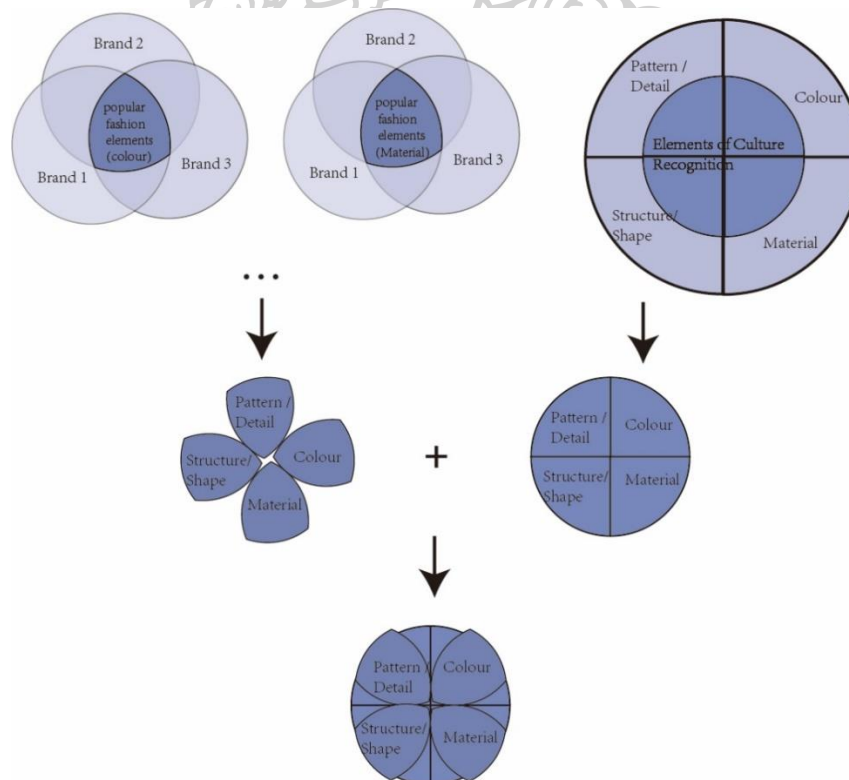 Brand 2
popular
fashion
elements
(colour)
Brand 1
Brand 3
Brand 2
popular
fashion
elements
(Material)
Brand 1
Brand 3
Pattern /
Detail
Colour
Elements of Culture
Recognition
Structure/
Shape
Material
...
Pattern /
Detail
Structure/
Shape
Colour
Material
+
Pattern /
Detail
Colour
Structure/
Shape
Material
Pattern /
Detail
Colour
Structure/
Shape
Material